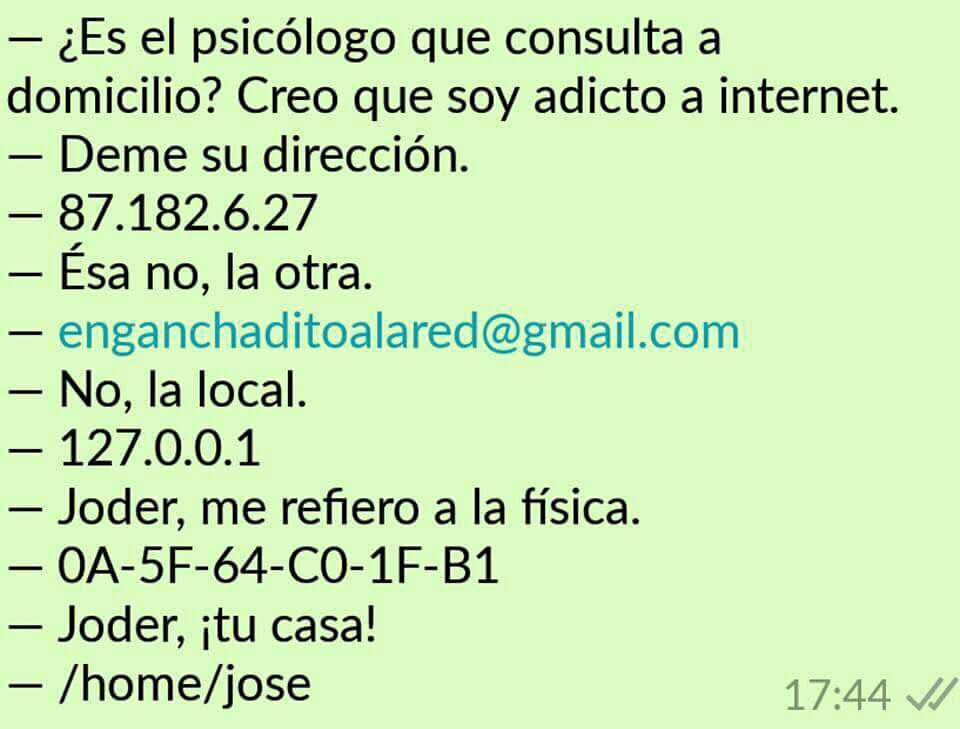 — ¿Es el psicólogo que consulta a
domicilio? Creo que soy adicto a internet.
— Deme su dirección.
— 87.182.6.27
— Ésa no, la otra.
— enganchaditoalared@gmail.com
— No, la local.
— 127.0.0.1
— Joder, me refiero a la física.
— 0A-5F-64-C0-1F-B1
— Joder, ¡tu casa!
— /home/jose
17:44